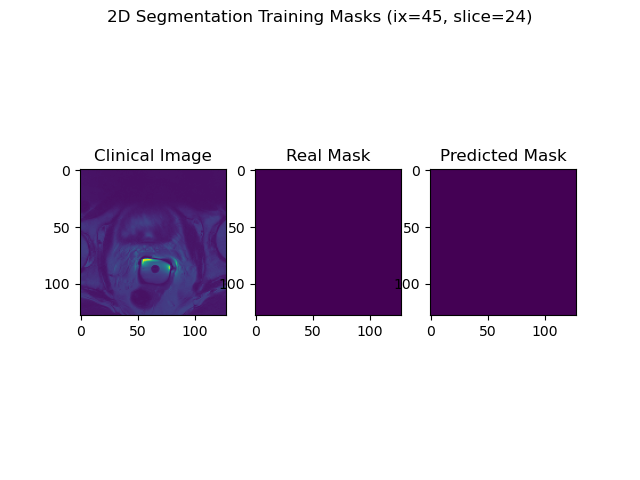 2D Segmentation Training Masks (ix=45, slice=24)
Clinical Image Real Mask Predicted Mask
0 0 0
50 50 50
100 100 100
0 50 100 0 50 100 0 50 100